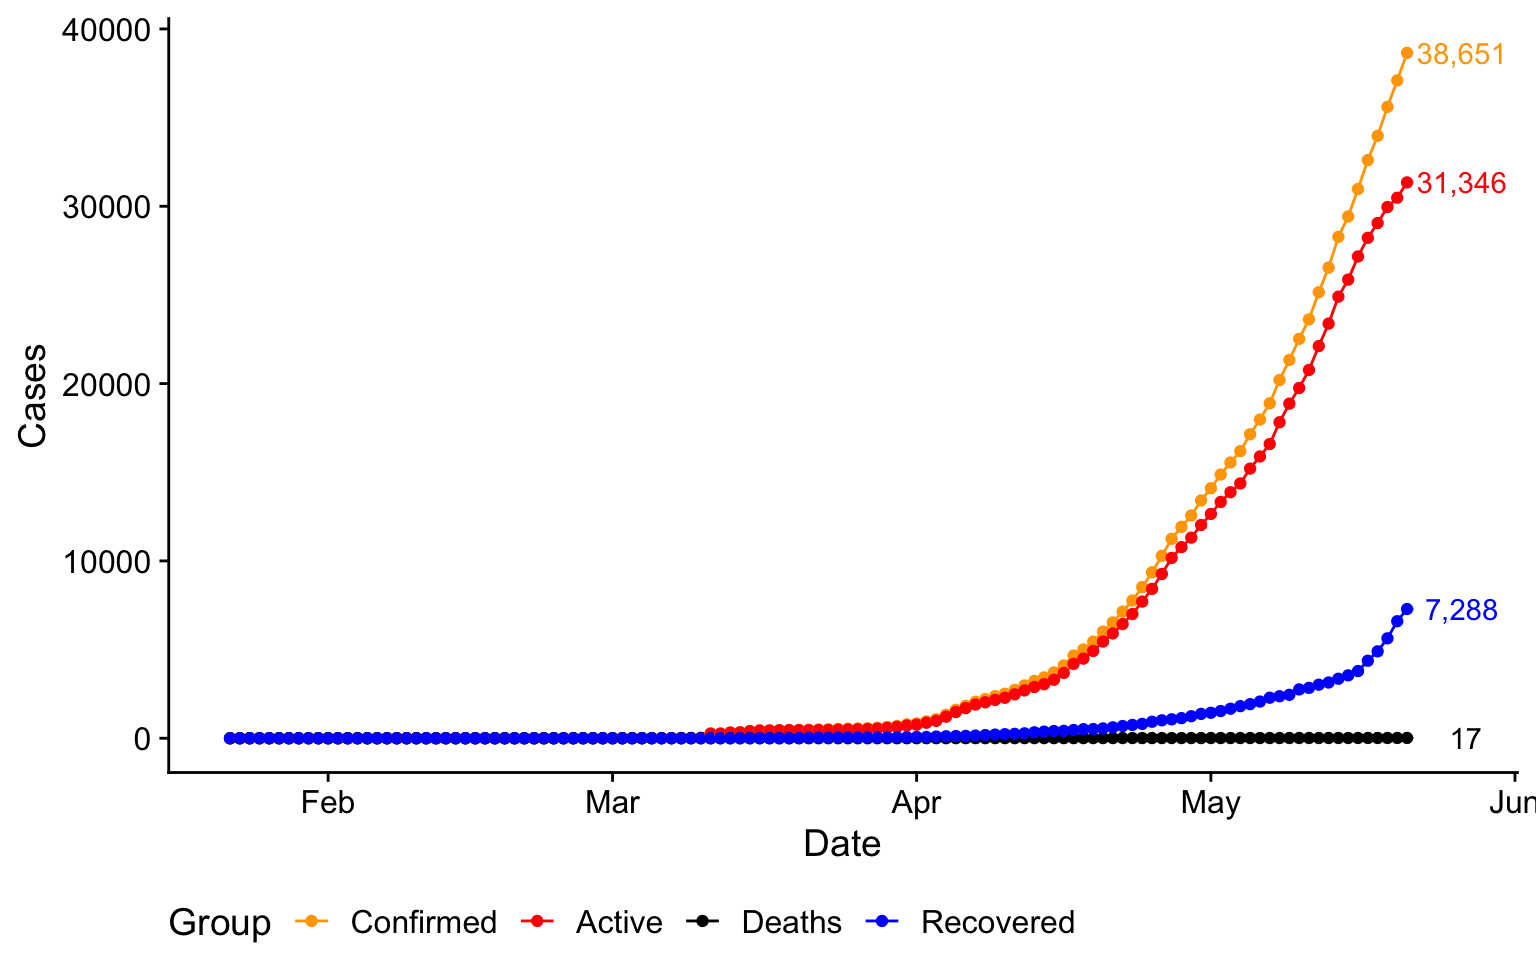 40000
38,651
31,346
30000
Cases
20000
10000
7,288
0
17
Feb Mar Apr May Jun
Date
Group Confirmed Active Deaths Recovered